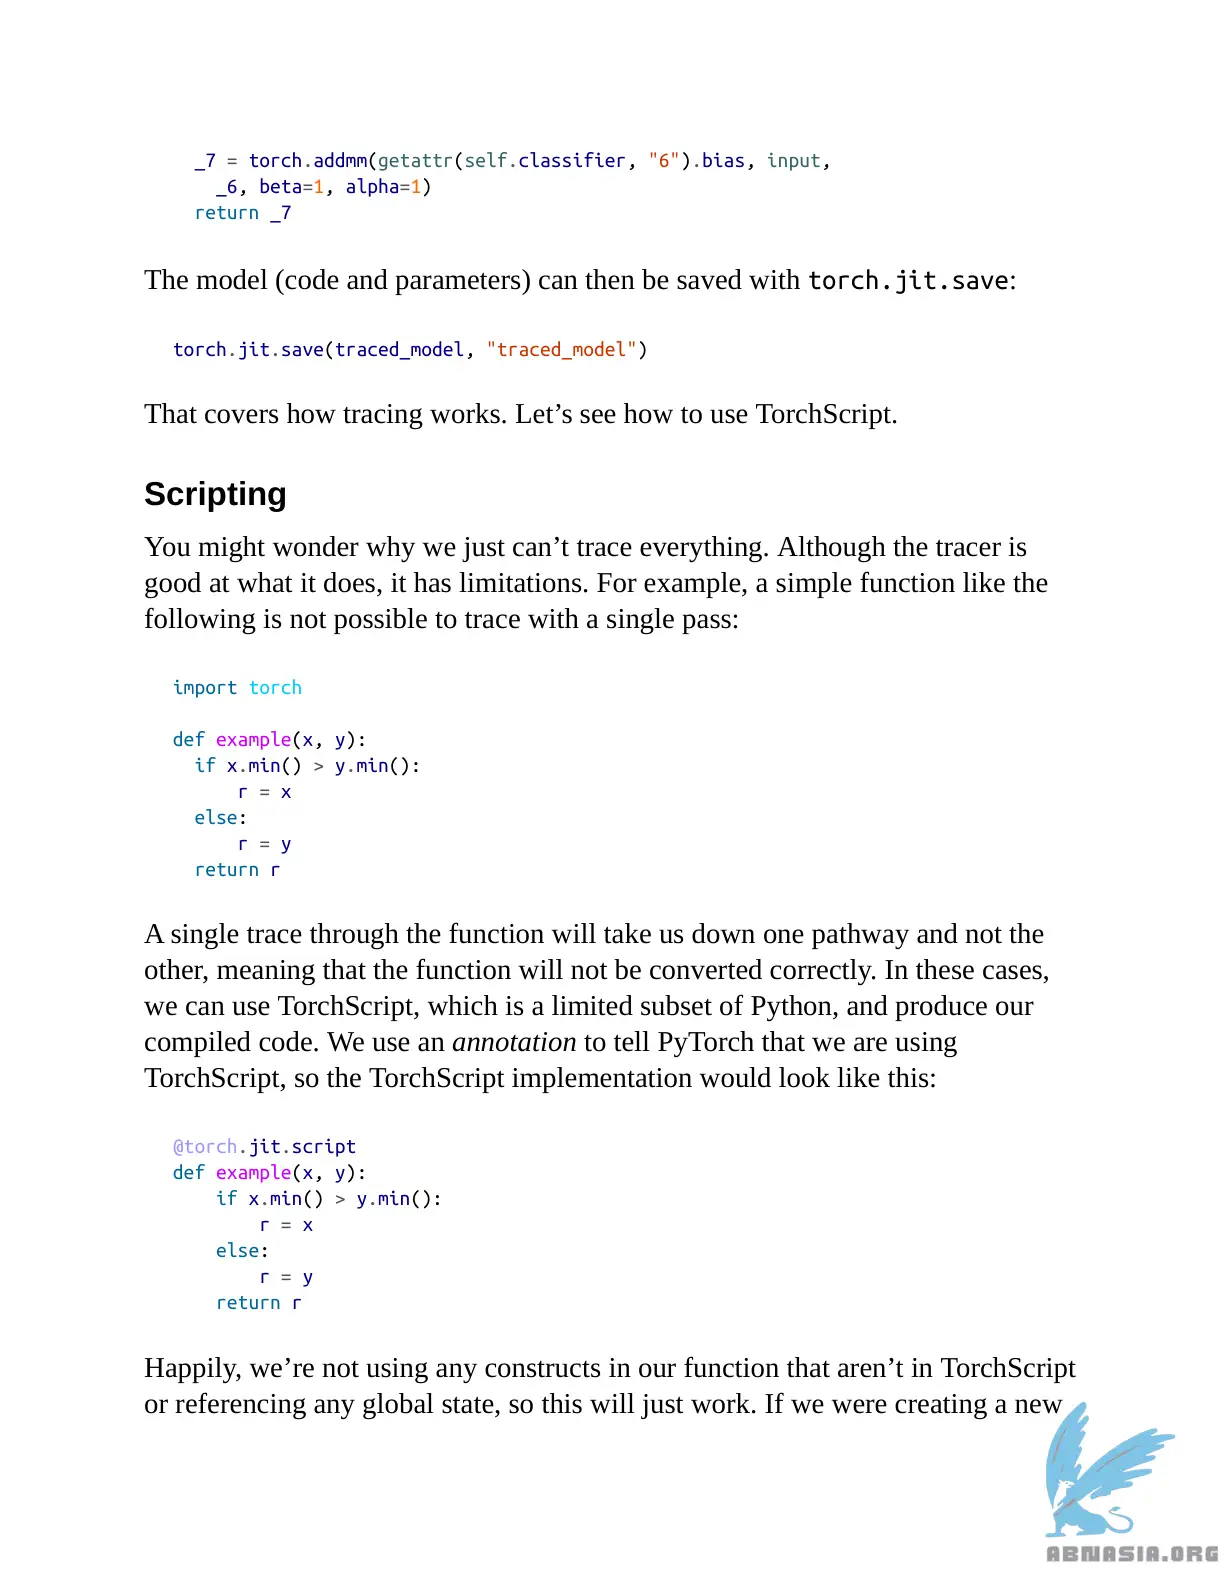 _7 = torch.addmm(getattr(self.classifier, "6").bias, input,
_6, beta=1, alpha=1)
return _7
The model (code and parameters) can then be saved with torch.jit.save:
torch.jit.save(traced_model, "traced_model")
That covers how tracing works. Let’s see how to use TorchScript.
Scripting
You might wonder why we just can’t trace everything. Although the tracer is
good at what it does, it has limitations. For example, a simple function like the
following is not possible to trace with a single pass:
import torch
def example(x, y):
if x.min() > y.min():
r = x
else:
r = y
return r
A single trace through the function will take us down one pathway and not the
other, meaning that the function will not be converted correctly. In these cases,
we can use TorchScript, which is a limited subset of Python, and produce our
compiled code. We use an annotation to tell PyTorch that we are using
TorchScript, so the TorchScript implementation would look like this:
@torch.jit.script
def example(x, y):
if x.min() > y.min():
r = x
else:
r = y
return r
Happily, we’re not using any constructs in our function that aren’t in TorchScript
or referencing any global state, so this will just work. If we were creating a new
ABNASIA.ORG